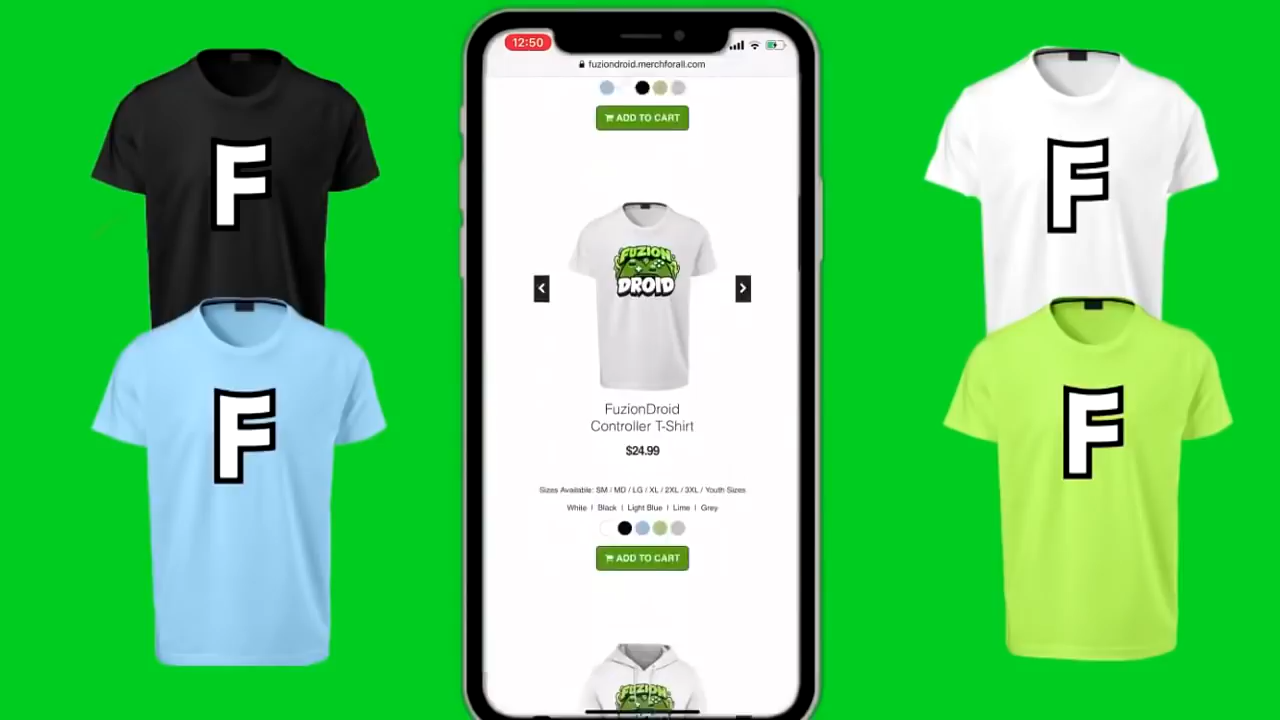 12:50
fuziondroid.merchforall.com
ADD TO CART
F
F
FUZION
DROID
FuzionDroid
Controller T-Shirt
$24.99
F
F
Sizes Available: SM / MD / LG / XL / 2XL / 3XL / Youth Sizes
White | Black | Light Blue | Lime | Grey
ADD TO CART
FUZION